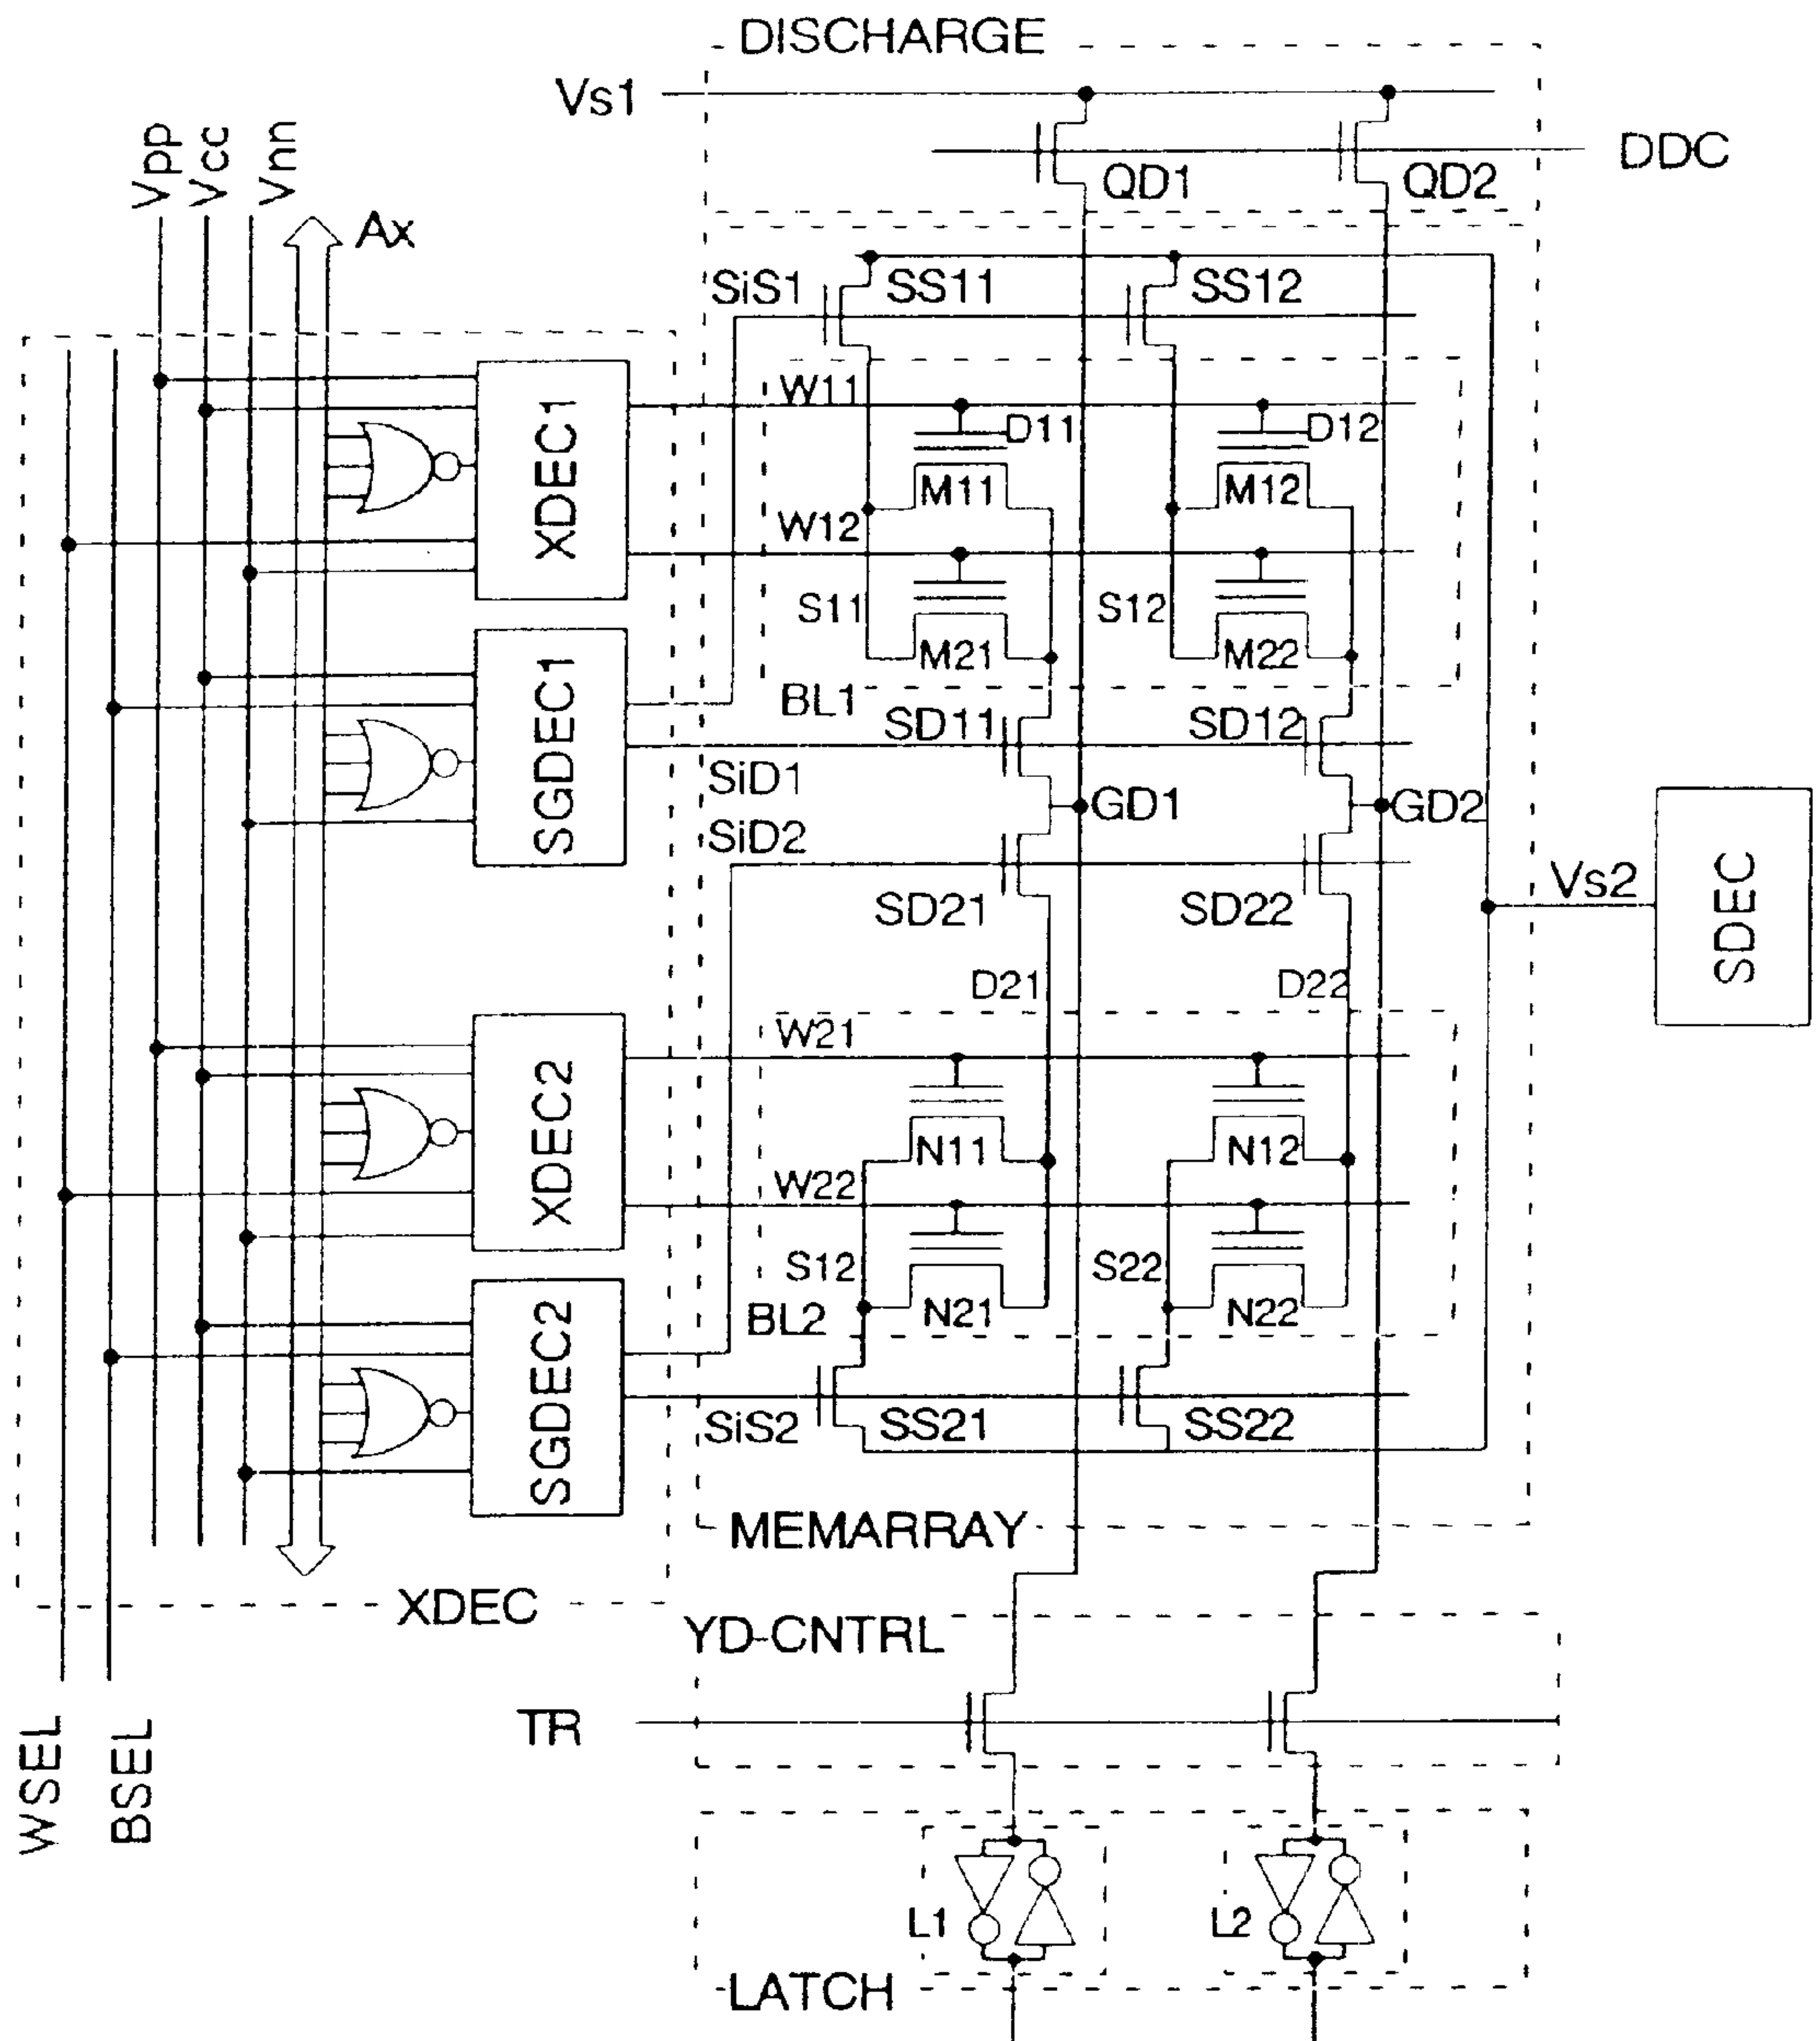 DISCHARGE
Vs1
DDC
QD1
QD2
Vpp
Vcc
Vnn
Ax
SiS1
SS11
SS12
W11
D11
D12
M11
M12
XDEC1
W12
S11
S12
M21
M22
BL1
SD11
SD12
SGDEC1
SiD1
GD1
GD2
SiD2
SD21
SD22
Vs2
SDEC
D21
D22
W21
N11
N12
XDEC2
W22
S12
S22
N21
N22
BL2
SGDEC2
SiS2
SS21
SS22
MEMARRAY
XDEC
YD-CNTRL
TR
WSEL
BSEL
L1
L2
LATCH